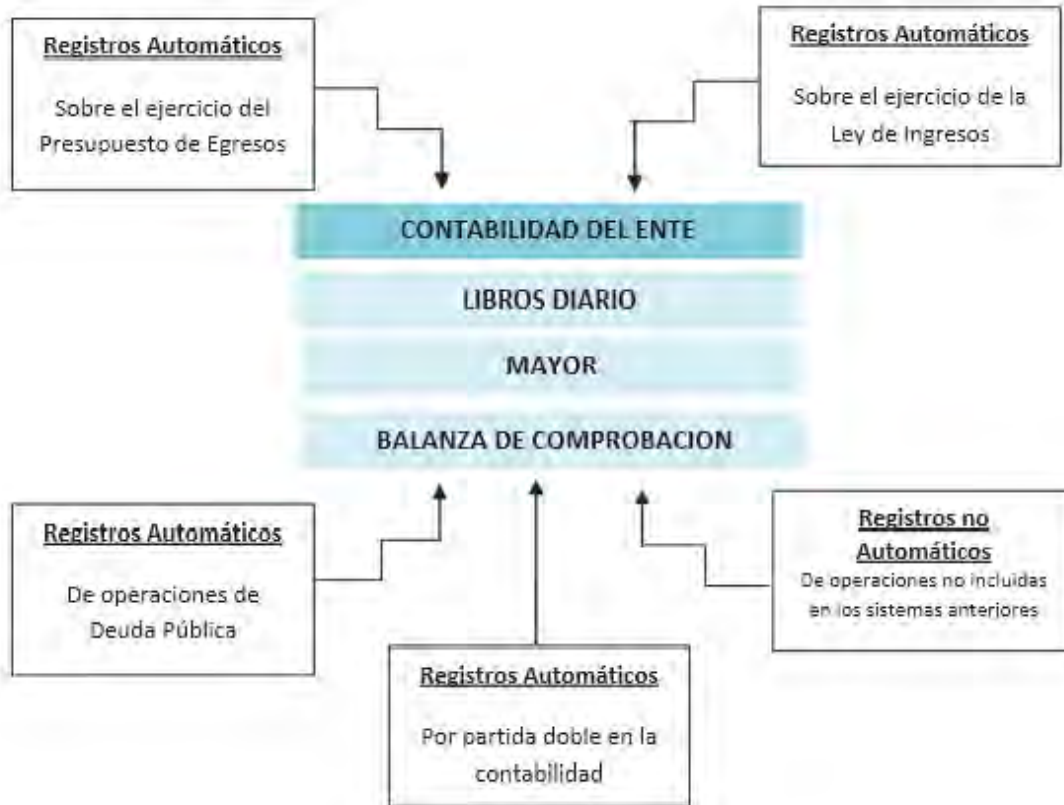 Registros Automáticos
Sobre el ejercicio del
Presupuesto de Egresos
Registros Automáticos
Sobre el ejercicio de la
Ley de Ingresos
CONTABILIDAD DEL ENTE
LIBROS DIARIO
MAYOR
BALANZA DE COMPROBACION
Registros Automáticos
De operaciones de
Deuda Pública
Registros Automáticos
Por partida doble en la
contabilidad
Registros no
Automáticos
De operaciones no incluidas
en los sistemas anteriores